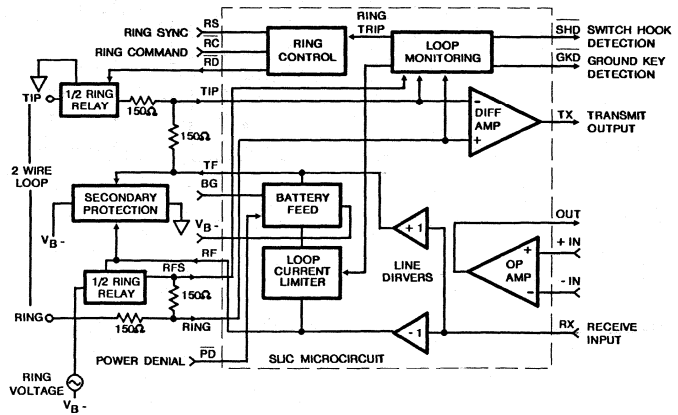 RING SYNC
RS
RING COMMAND
RC
RD
RING CONTROL
RING TRIP
LOOP MONITORING
SHD SWITCH HOOK DETECTION
GKD GROUND KEY DETECTION
1/2 RING RELAY
TIP
150Ω
TIP
150Ω
-
DIFF AMP
+
TX TRANSMIT OUTPUT
2 WIRE LOOP
TF
BG
SECONDARY PROTECTION
BATTERY FEED
VB-
VB-
+ 1
OUT
+ IN
+
OP AMP
-
- IN
RF
RFS
1/2 RING RELAY
LOOP CURRENT LIMITER
LINE DIRVERS
150Ω
RING
150Ω
RING
- 1
RX RECEIVE INPUT
POWER DENIAL
PD
SLIC MICROCIRCUIT
RING VOLTAGE
VB-